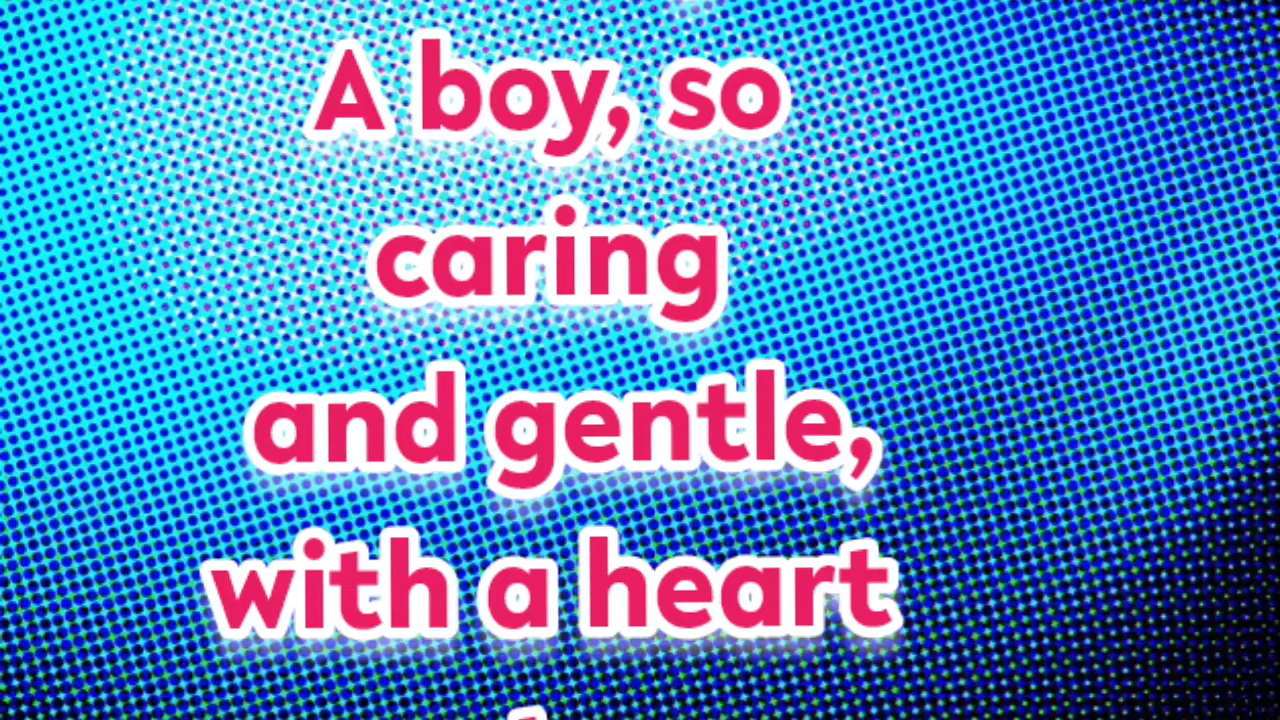 A boy, so
caring
and gentle,
with a heart